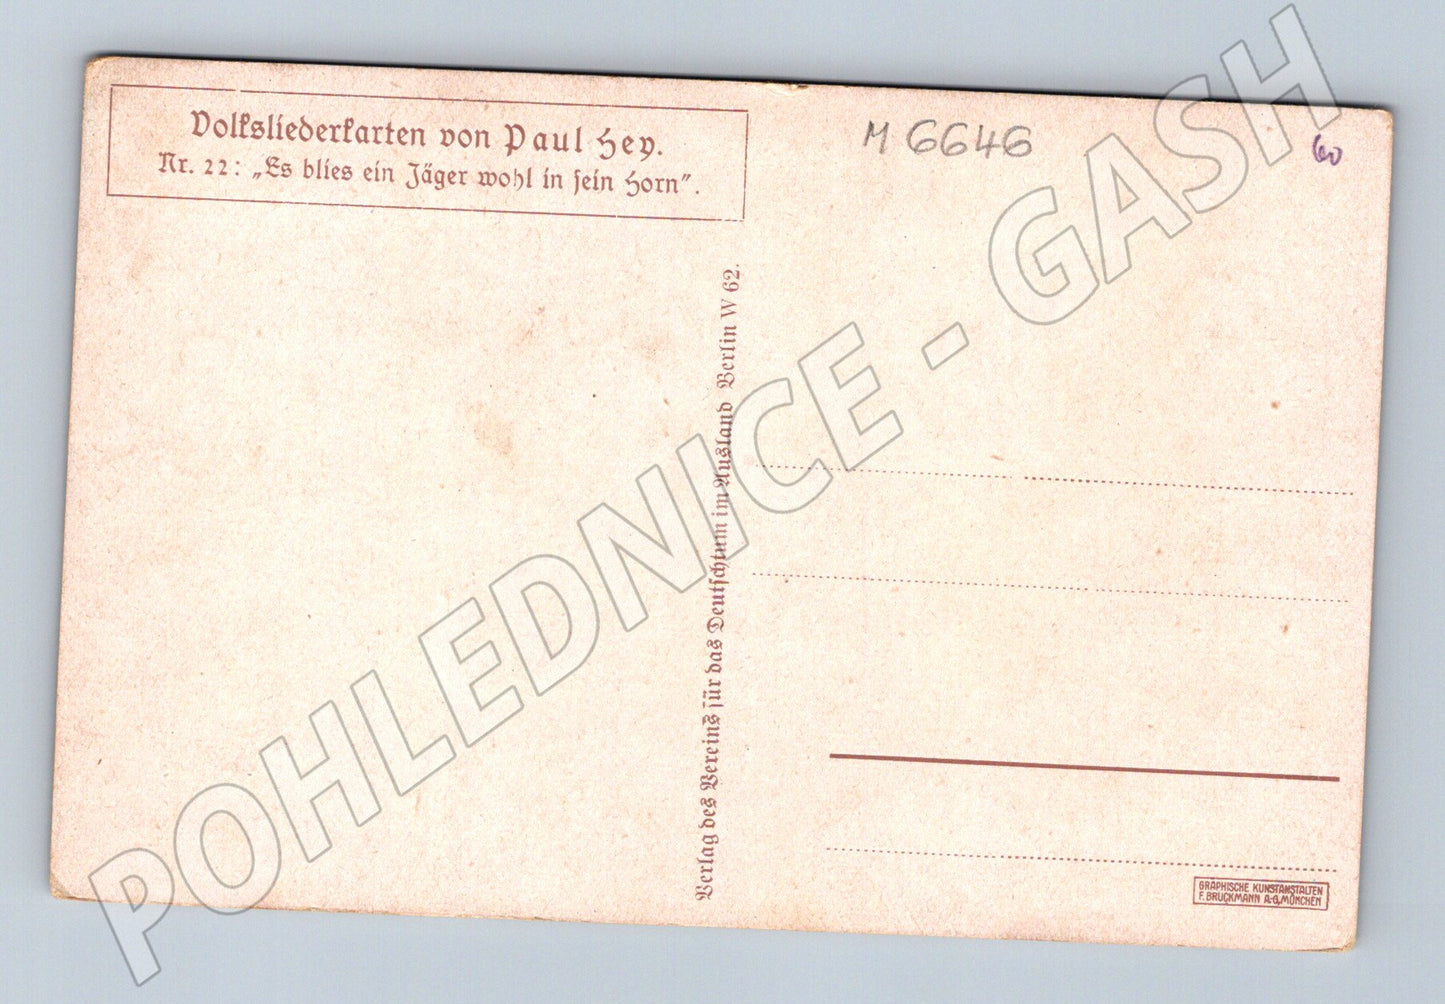 Volksliederkarten von Paul Hey.
Nr. 22: „Es blies ein Jäger wohl in sein Horn".
M 6646
60
Verlag des Vereins für das Deutschtum im Ausland Berlin W 62.
GRAPHISCHE KUNSTANSTALTEN
F. BRUCKMANN A-G, MÜNCHEN
POHLEDNICE - GASH